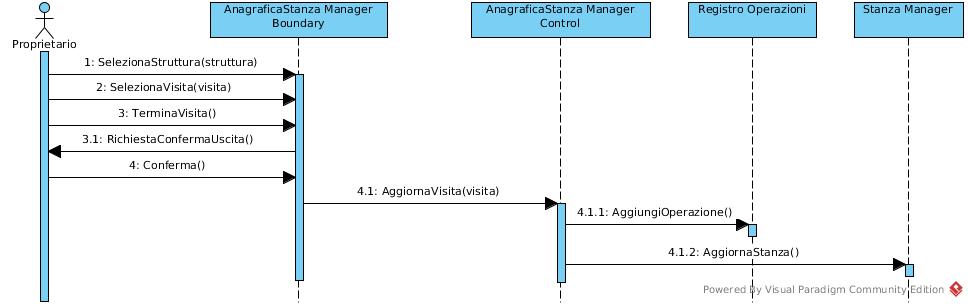 AnagraficaStanza Manager
Boundary
AnagraficaStanza Manager
Control
Registro Operazioni
Stanza Manager
Proprietario
1: SelezionaStruttura(struttura)
2: SelezionaVisita(visita)
3: TerminaVisita()
3.1: RichiestaConfermaUscita()
4: Conferma()
4.1: AggiornaVisita(visita)
4.1.1: AggiungiOperazione()
4.1.2: AggiornaStanza()
Powered By Visual Paradigm Community Edition